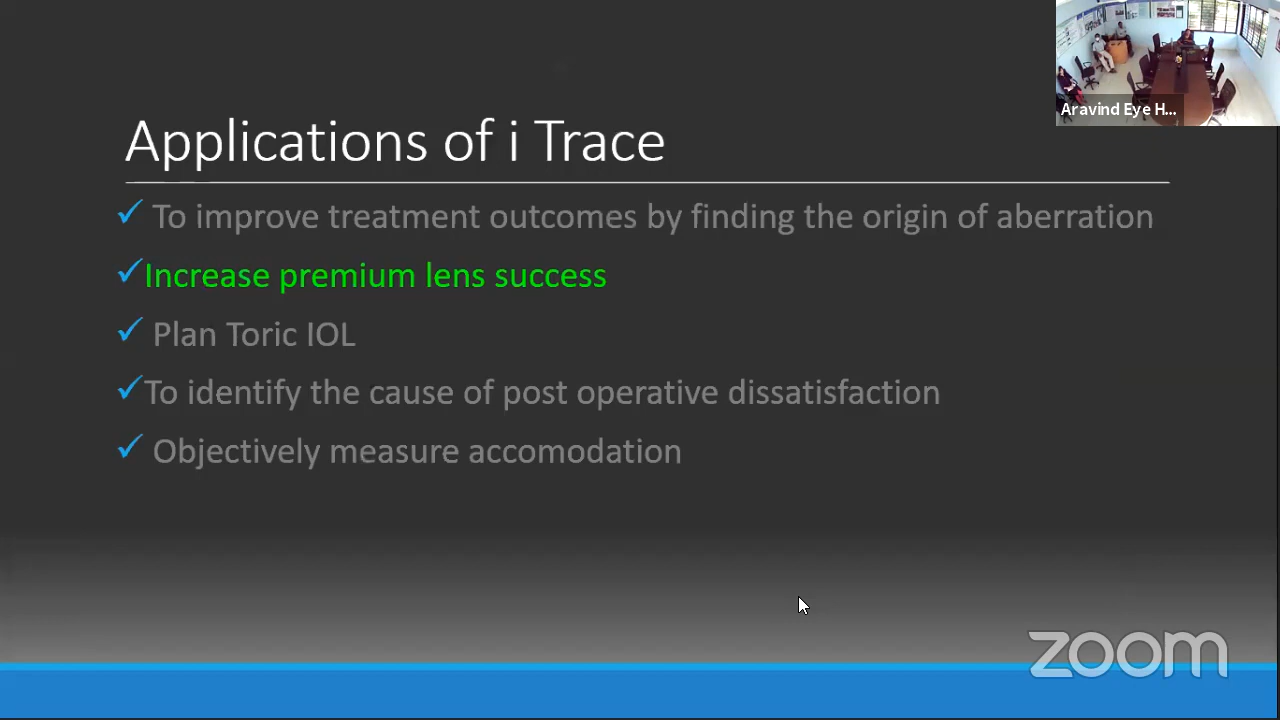 Aravind Eye H...
Applications of i Trace
✓ To improve treatment outcomes by finding the origin of aberration
✓Increase premium lens success
✓ Plan Toric IOL
✓To identify the cause of post operative dissatisfaction
✓ Objectively measure accomodation
zoom